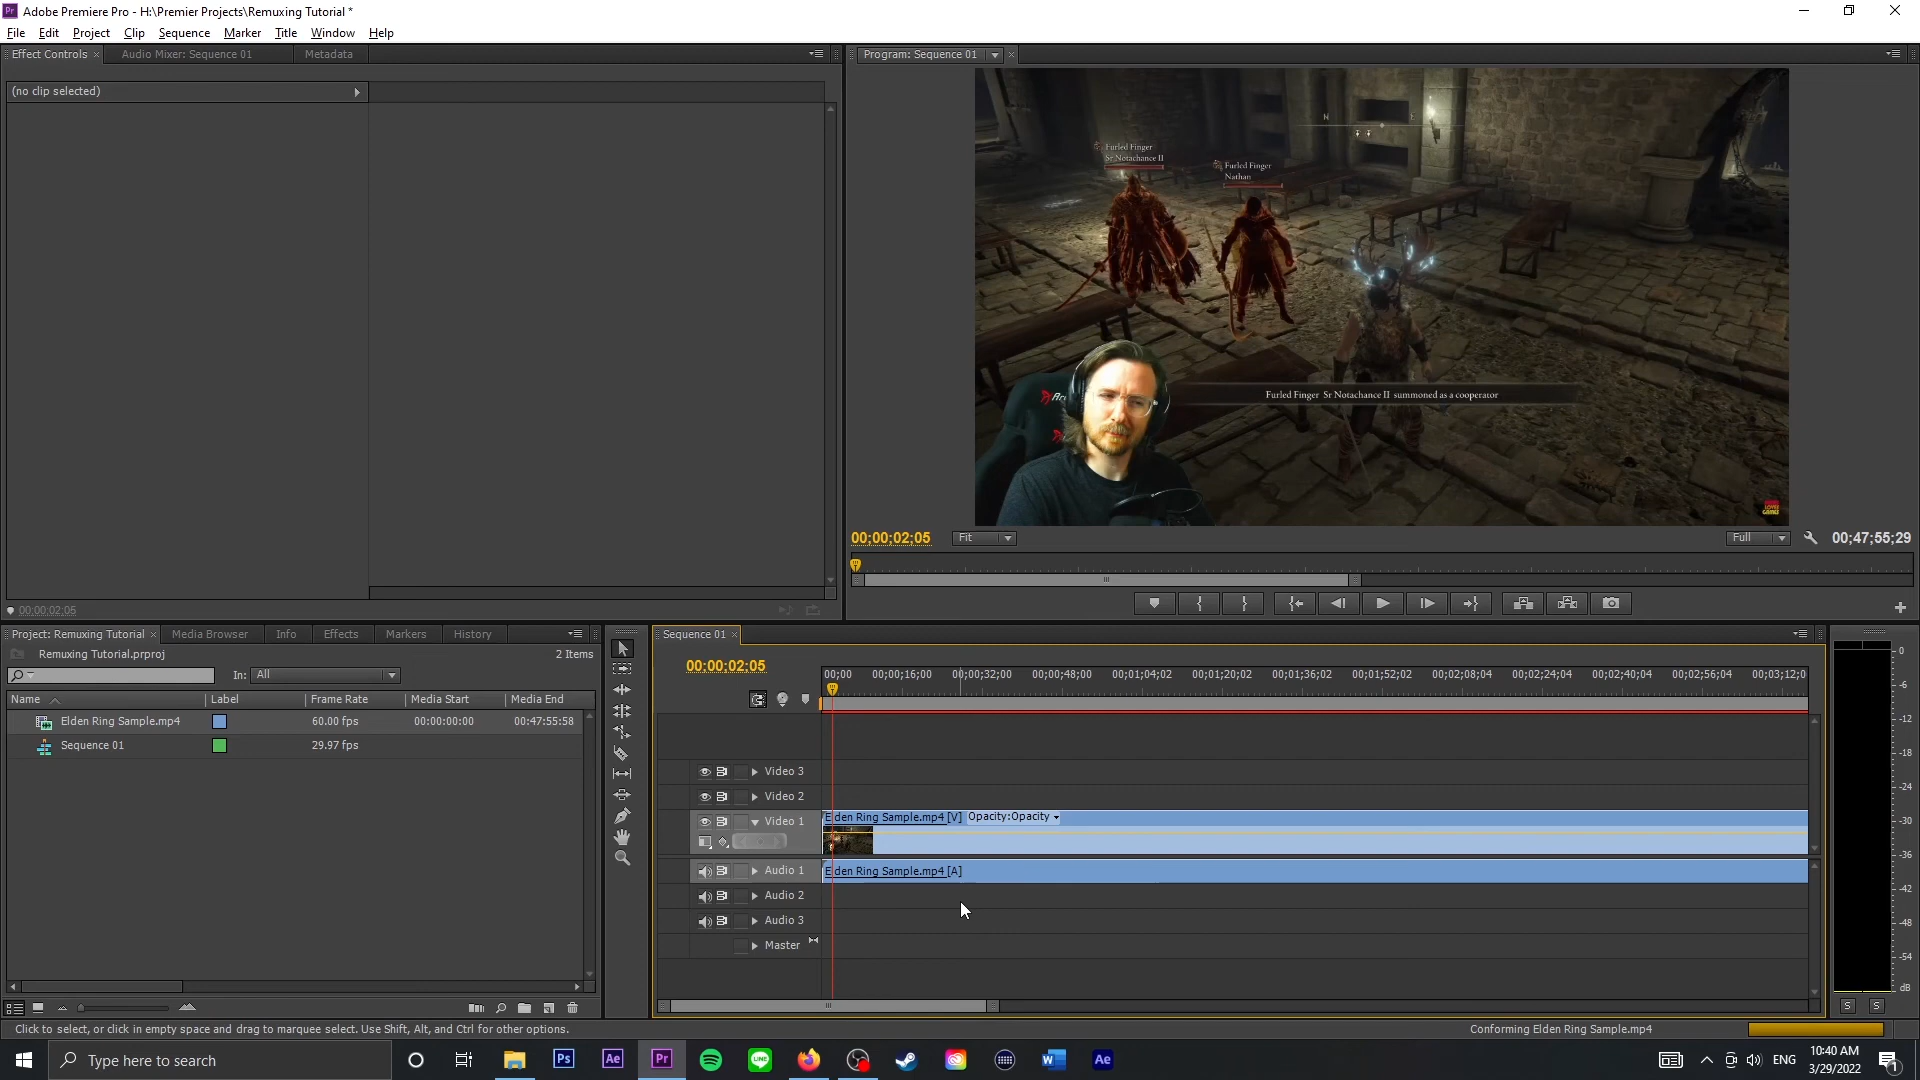 Adobe Premiere Pro - H:\Premier Projects\Remuxing Tutorial *
File Edit Project Clip Sequence Marker Title Window Help
Effect Controls Audio Mixer: Sequence 01 Metadata
(no clip selected)
00;00;02;05
Program: Sequence 01
N E
Furled Finger
Sr Notachance II
Furled Finger
Nathan
Furled Finger Sr Notachance II summoned as a cooperator
00;00;02;05 Fit Full 00;47;55;29
Project: Remuxing Tutorial Media Browser Info Effects Markers History
Remuxing Tutorial.prproj 2 Items
In: All
Name Label Frame Rate Media Start Media End
Elden Ring Sample.mp4 60.00 fps 00:00:00:00 00:47:55:58
Sequence 01 29.97 fps
Sequence 01
00;00;02;05
00;00 00;00;16;00 00;00;32;00 00;00;48;00 00;01;04;02 00;01;20;02 00;01;36;02 00;01;52;02 00;02;08;04 00;02;24;04 00;02;40;04 00;02;56;04 00;03;12;0
Video 3
Video 2
Video 1 Elden Ring Sample.mp4 [V] Opacity:Opacity
Audio 1 Elden Ring Sample.mp4 [A]
Audio 2
Audio 3
Master
0
-6
-12
-18
-24
-30
-36
-42
-48
-54
dB
S S
Click to select, or click in empty space and drag to marquee select. Use Shift, Alt, and Ctrl for other options. Conforming Elden Ring Sample.mp4
Type here to search Ps Ae Pr LINE W Ae ENG 10:40 AM
3/29/2022 1